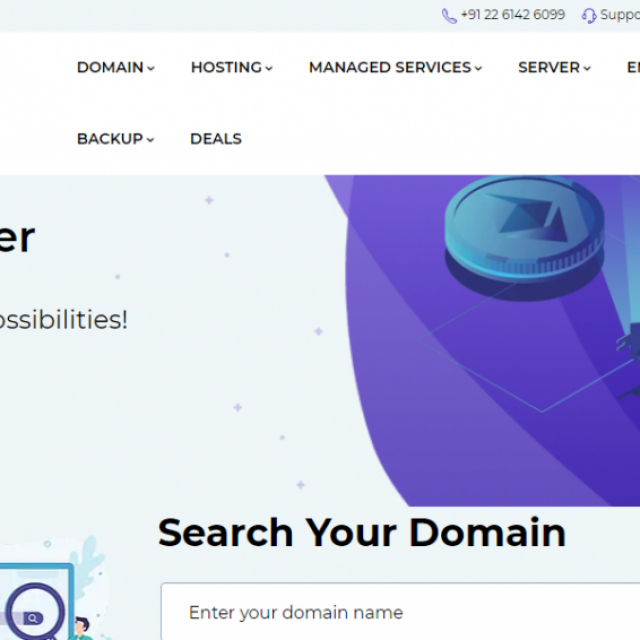 +91 22 6142 6099 Suppo
DOMAIN HOSTING MANAGED SERVICES SERVER E
BACKUP DEALS
er
ossibilities!
Search Your Domain
Enter your domain name